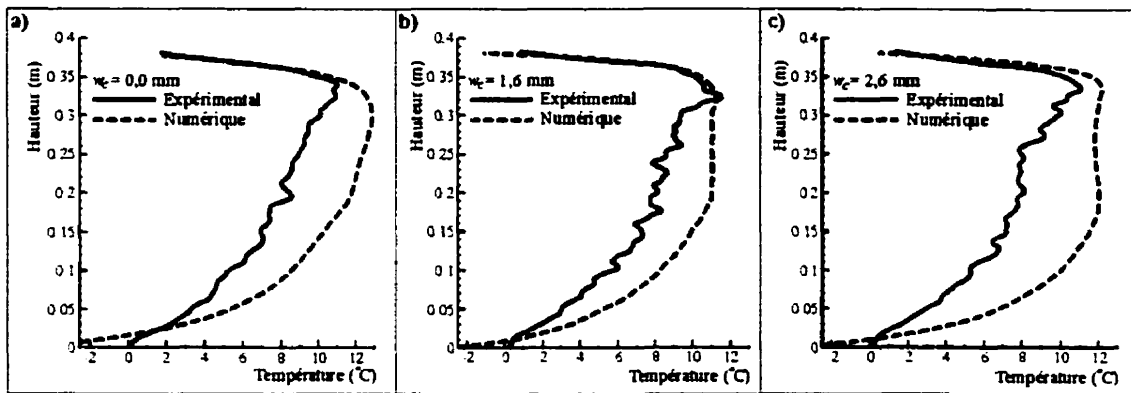 a)
0.4
0.35
0.3
0.25
0.2
0.15
0.1
0.05
0
Hauteur (m)
w_c = 0,0 mm
Expérimental
Numérique
-2 0 2 4 6 8 10 12
Température (°C)
b)
0.4
0.35
0.3
0.25
0.2
0.15
0.1
0.05
0
Hauteur (m)
w_c = 1,6 mm
Expérimental
Numérique
-2 0 2 4 6 8 10 12
Température (°C)
c)
0.4
0.35
0.3
0.25
0.2
0.15
0.1
0.05
0
Hauteur (m)
w_c = 2,6 mm
Expérimental
Numérique
-2 0 2 4 6 8 10 12
Température (°C)